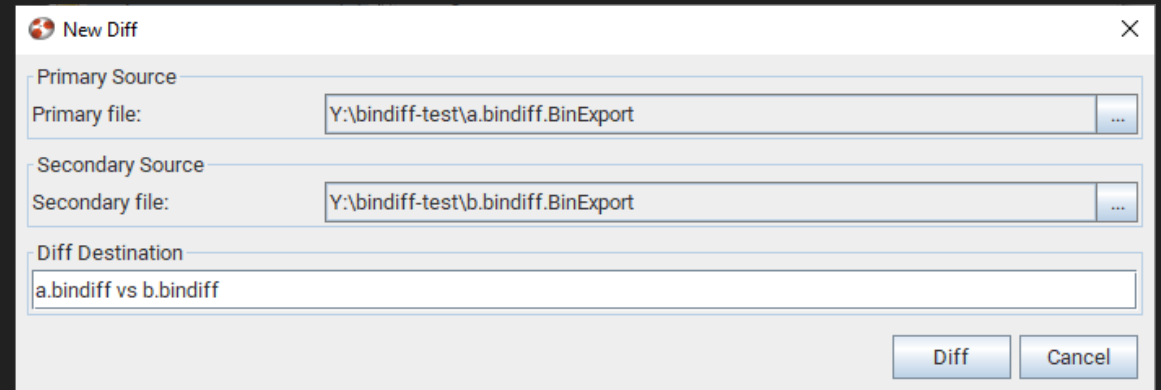 New Diff
Primary Source
Primary file: Y:\bindiff-test\a.bindiff.BinExport ...
Secondary Source
Secondary file: Y:\bindiff-test\b.bindiff.BinExport ...
Diff Destination
a.bindiff vs b.bindiff
Diff Cancel